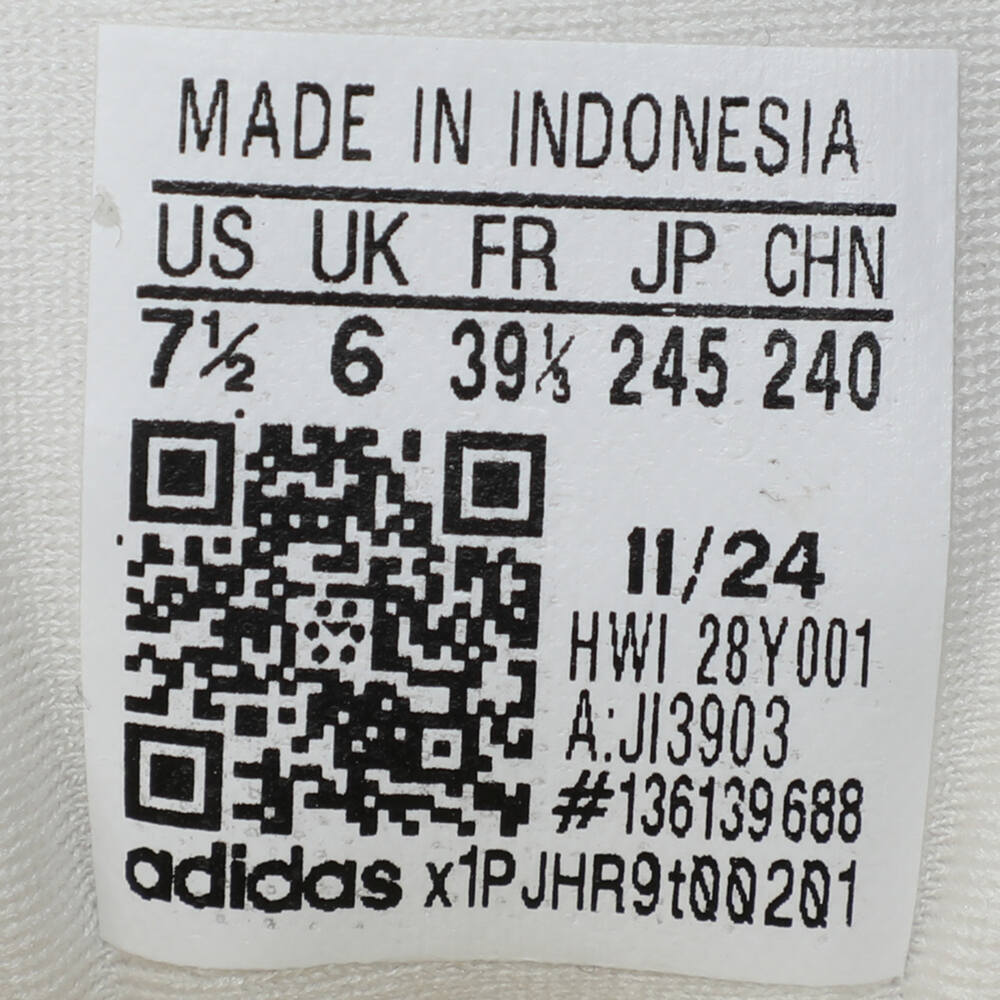 MADE IN INDONESIA
US UK FR JP CHN
7½ 6 39⅓ 245 240
11/24
HWI 28Y001
A:JI3903
#136139688
adidas x1PJHR9t00201